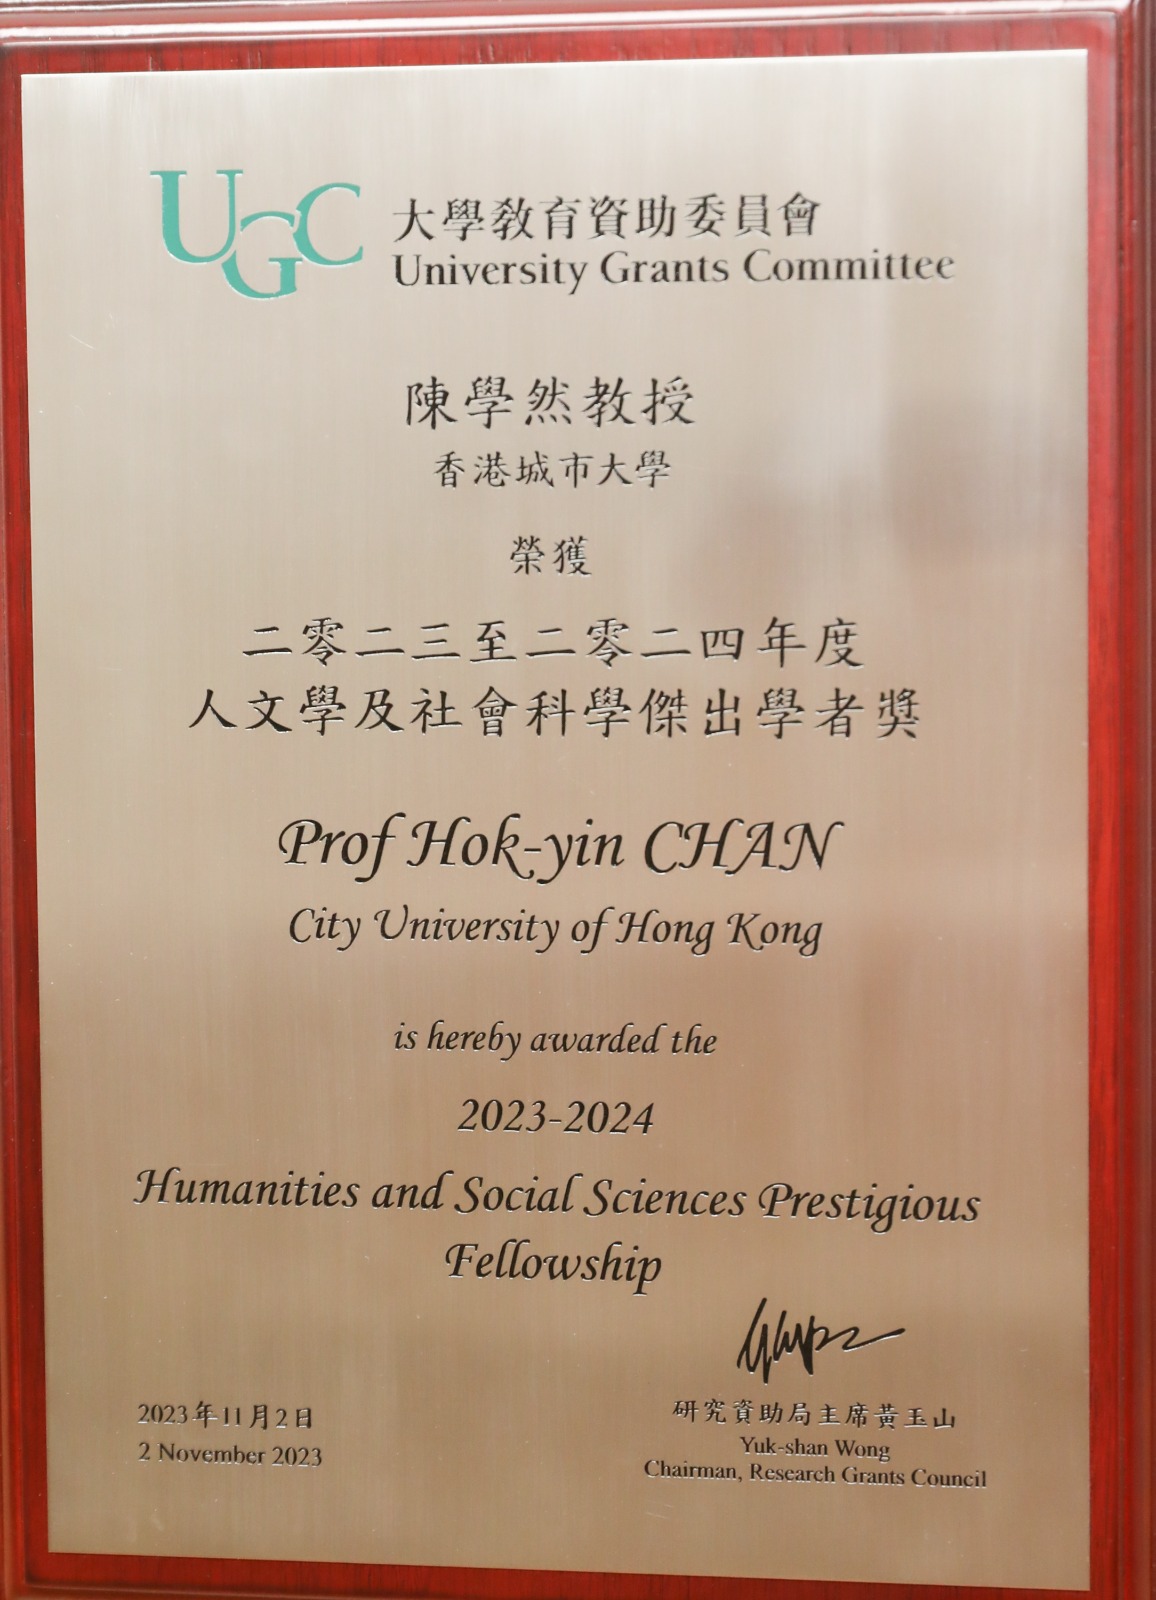 UGC
大學教育資助委員會
University Grants Committee
陳學然教授
香港城市大學
榮獲
二零二三至二零二四年度
人文學及社會科學傑出學者獎
Prof Hok-yin CHAN
City University of Hong Kong
is hereby awarded the
2023-2024
Humanities and Social Sciences Prestigious
Fellowship
2023年11月2日
2 November 2023
研究資助局主席黃玉山
Yuk-shan Wong
Chairman, Research Grants Council